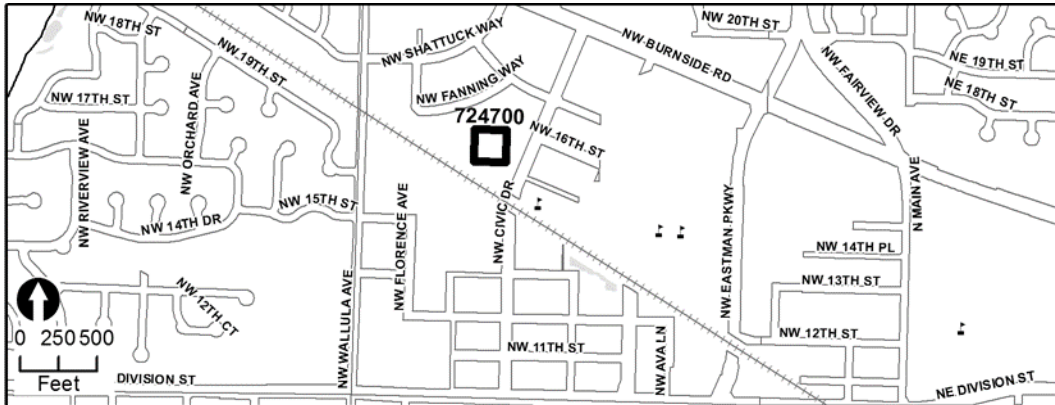 NW 18TH ST
NW 19TH ST
NW SHATTUCK WAY
NW 20TH ST
NW BURNSIDE RD
NW FAIRVIEW DR
NE 19TH ST
NE 18TH ST
NW 17TH ST
NW ORCHARD AVE
NW FANNING WAY
724700
NW 16TH ST
NW RIVERVIEW AVE
NW 15TH ST
NW 14TH DR
NW FLORENCE AVE
NW CIVIC DR
NW EASTMAN PKWY
N MAIN AVE
NW 14TH PL
NW 13TH ST
NW 12TH CT
NW WALLULA AVE
NW 11TH ST
NW AVA LN
NW 12TH ST
0 250 500
Feet
DIVISION ST
NE DIVISION ST